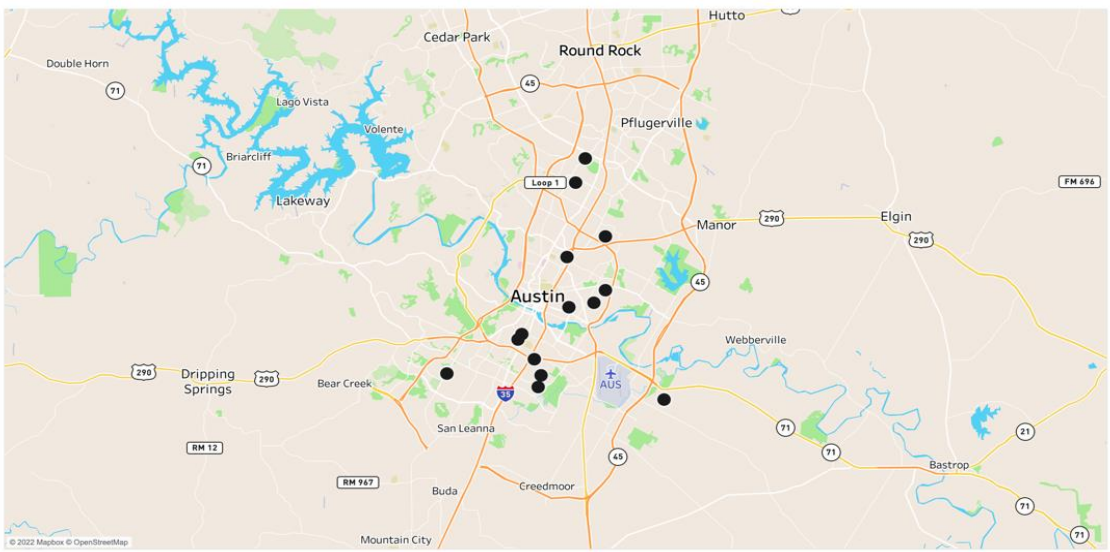 Hutto
Cedar Park
Round Rock
Double Horn
71
45
Lago Vista
Pflugerville
Volente
Briarcliff
71
Loop 1
FM 696
Lakeway
Manor
290
Elgin
290
45
Austin
Webberville
290
Dripping
Springs
290
Bear Creek
AUS
35
San Leanna
71
21
RM 12
71
45
Bastrop
RM 967
Buda
Creedmoor
71
Mountain City
71
© 2022 Mapbox © OpenStreetMap